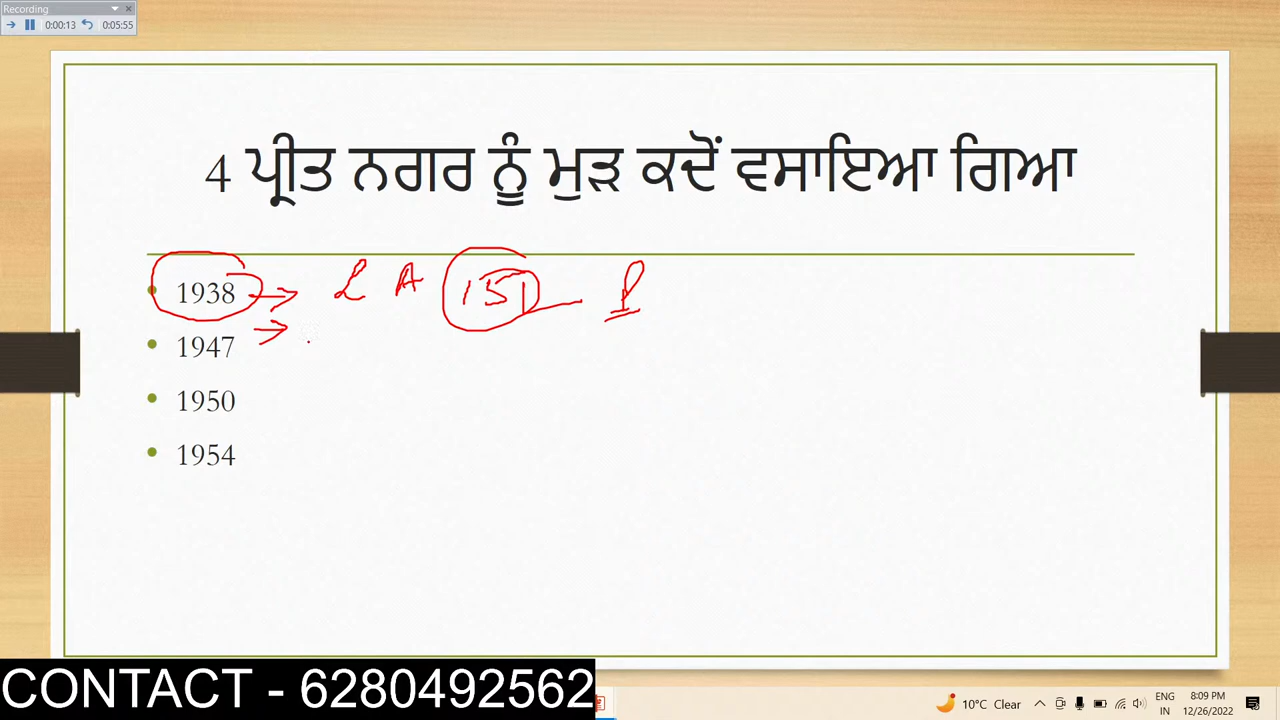 Recording
0:00:13 0:05:55
4 ਪ੍ਰੀਤ ਨਗਰ ਨੂੰ ਮੁੜ ਕਦੋਂ ਵਸਾਇਆ ਗਿਆ
1938 → L A 151 P
1947 →
1950
1954
CONTACT - 6280492562
10°C Clear ENG IN 8:09 PM 12/26/2022